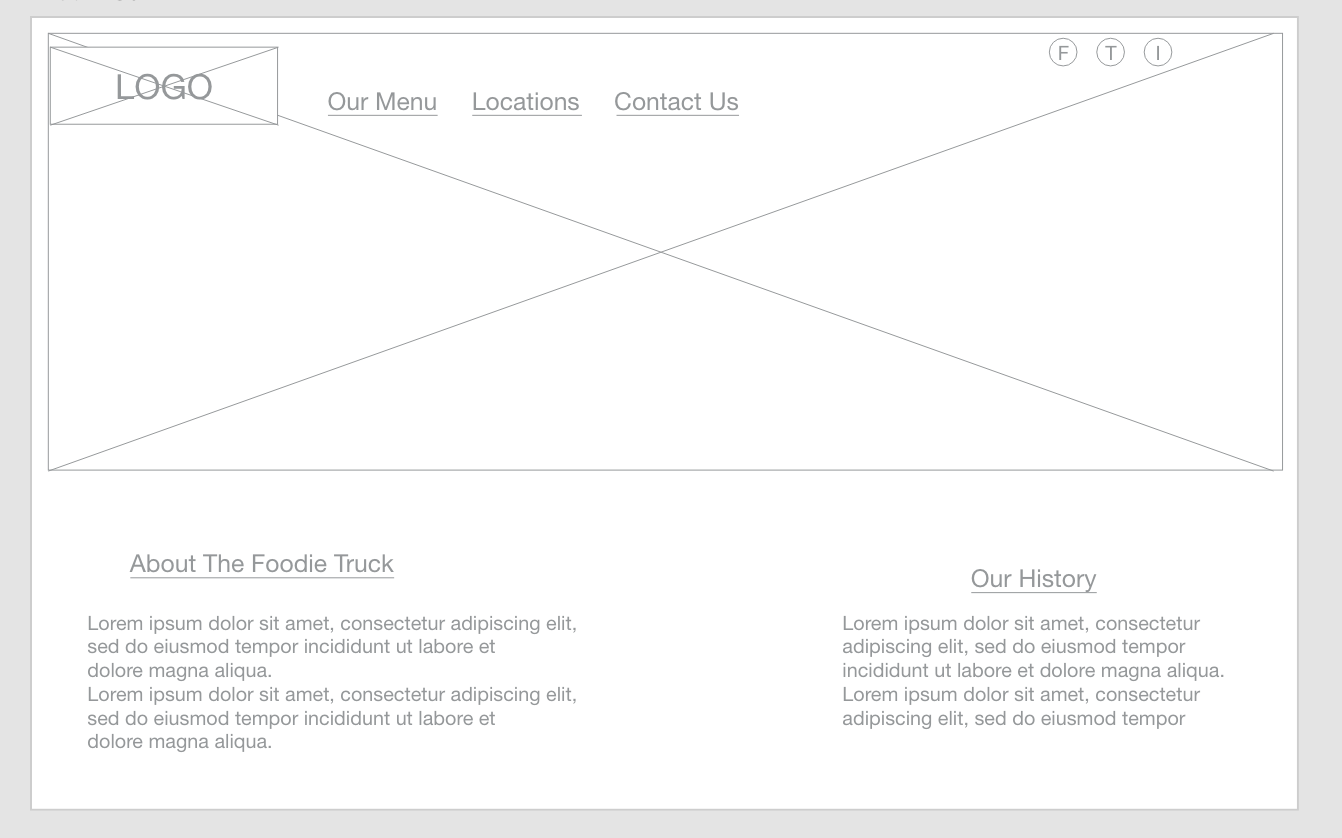 LOGO
Our Menu
Locations
Contact Us
F
T
I
About The Foodie Truck
Lorem ipsum dolor sit amet, consectetur adipiscing elit,
sed do eiusmod tempor incididunt ut labore et
dolore magna aliqua.
Lorem ipsum dolor sit amet, consectetur adipiscing elit,
sed do eiusmod tempor incididunt ut labore et
dolore magna aliqua.
Our History
Lorem ipsum dolor sit amet, consectetur
adipiscing elit, sed do eiusmod tempor
incididunt ut labore et dolore magna aliqua.
Lorem ipsum dolor sit amet, consectetur
adipiscing elit, sed do eiusmod tempor